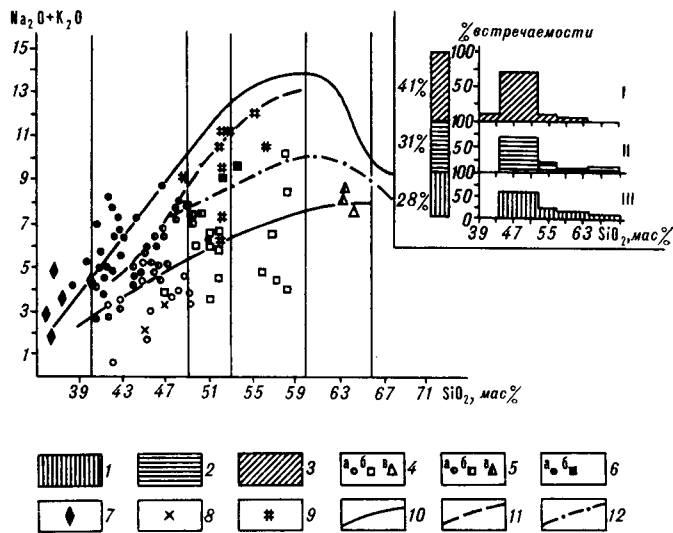 Na₂O+K₂O
15
13
11
9
7
5
3
1
39 43 47 51 55 59 63 67 71 SiO₂, мас%
% встречаемости
41%
31%
28%
100
50
100
50
100
50
I
II
III
39 47 55 63 SiO₂, мас%
1 2 3 а б в 4 а б в 5 а б 6
7 8 9 10 11 12